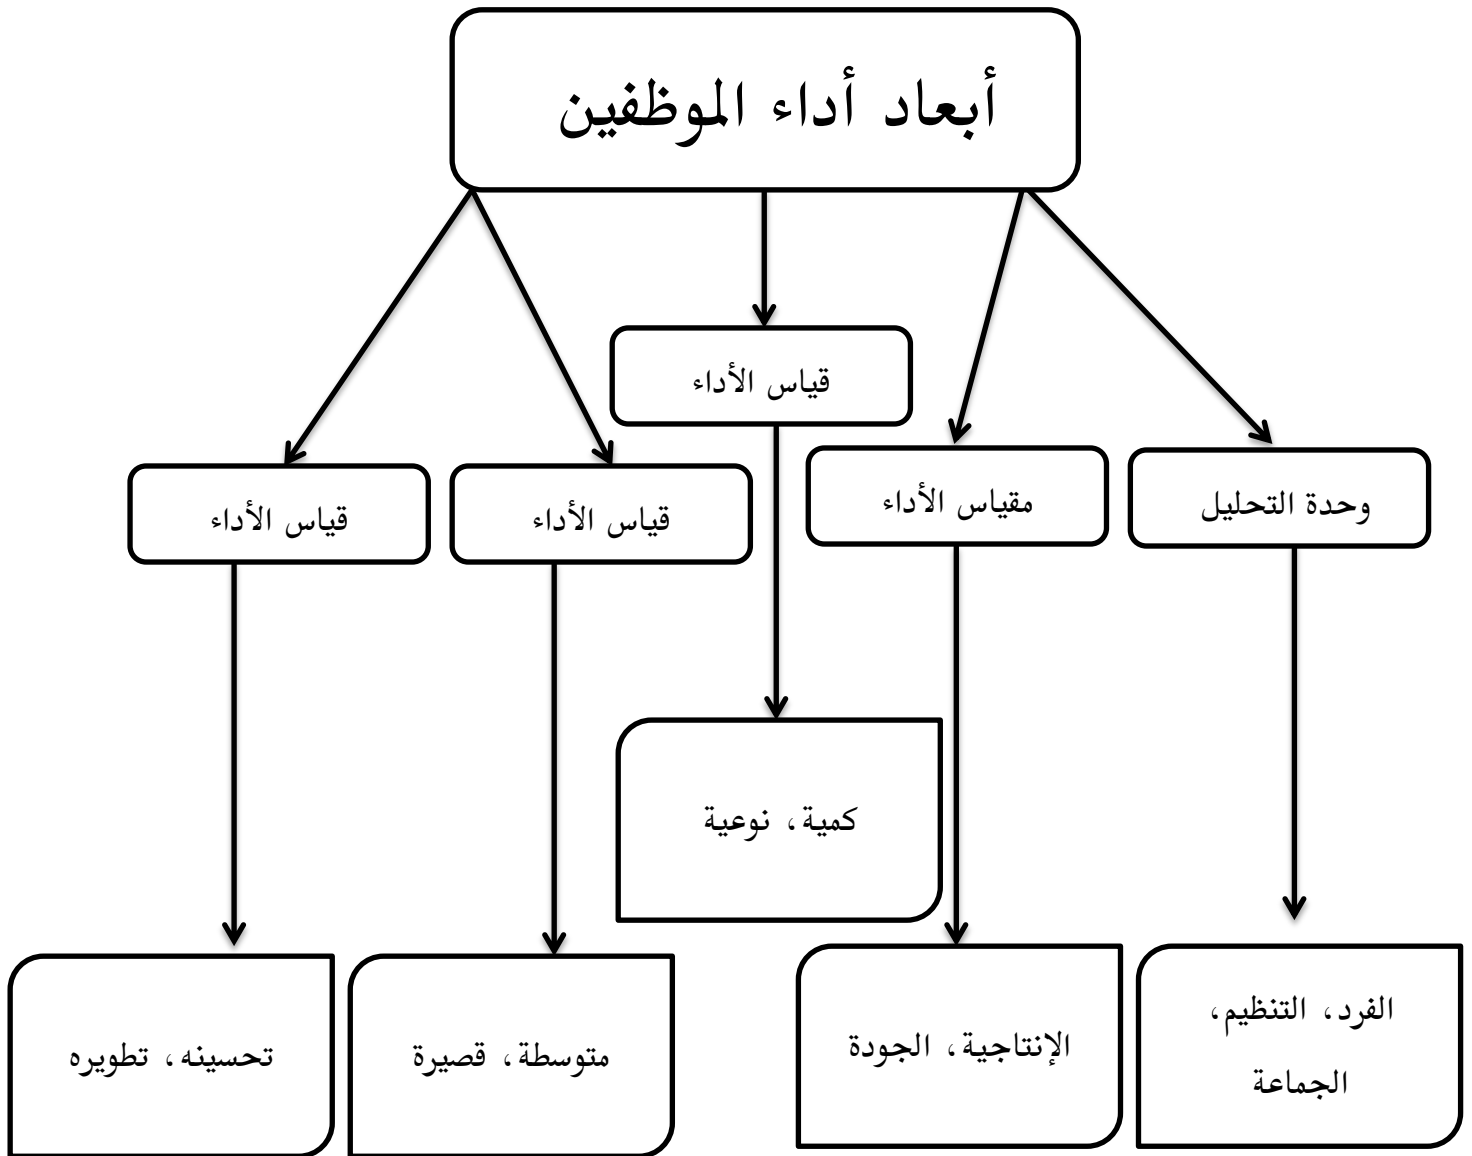 أبعاد أداء الموظفين
قياس الأداء
وحدة التحليل
مقياس الأداء
قياس الأداء
قياس الأداء
كمية، نوعية
الفرد، التنظيم،
الجماعة
الإنتاجية، الجودة
متوسطة، قصيرة
تحسينه، تطويره